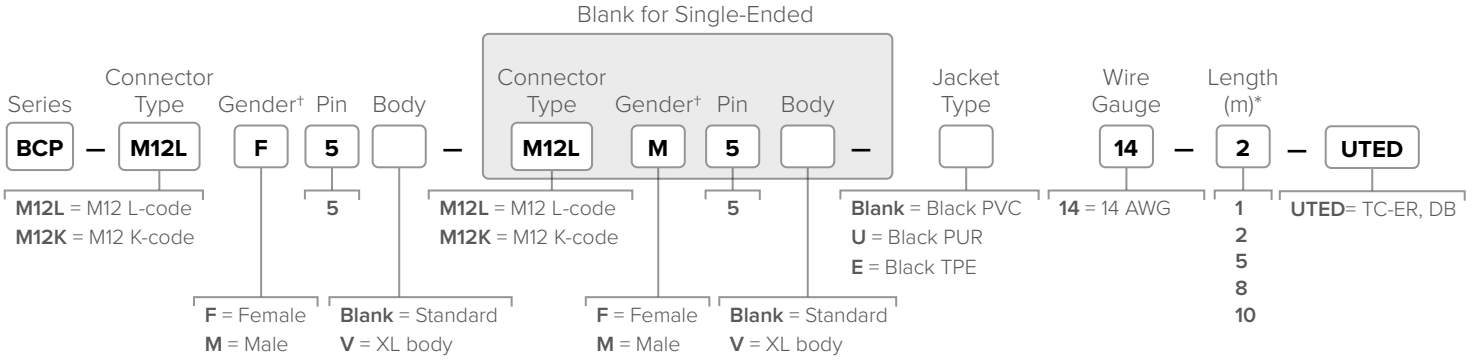 Blank for Single-Ended
Series
Connector
Type
Gender†
Pin
Body
Connector
Type
Gender†
Pin
Body
Jacket
Type
Wire
Gauge
Length
(m)*
BCP – M12L F 5 – M12L M 5 – 14 – 2 – UTED
M12L = M12 L-code
M12K = M12 K-code
5
M12L = M12 L-code
M12K = M12 K-code
5
Blank = Black PVC
U = Black PUR
E = Black TPE
14 = 14 AWG
1
2
5
8
10
UTED= TC-ER, DB
F = Female
M = Male
Blank = Standard
V = XL body
F = Female
M = Male
Blank = Standard
V = XL body